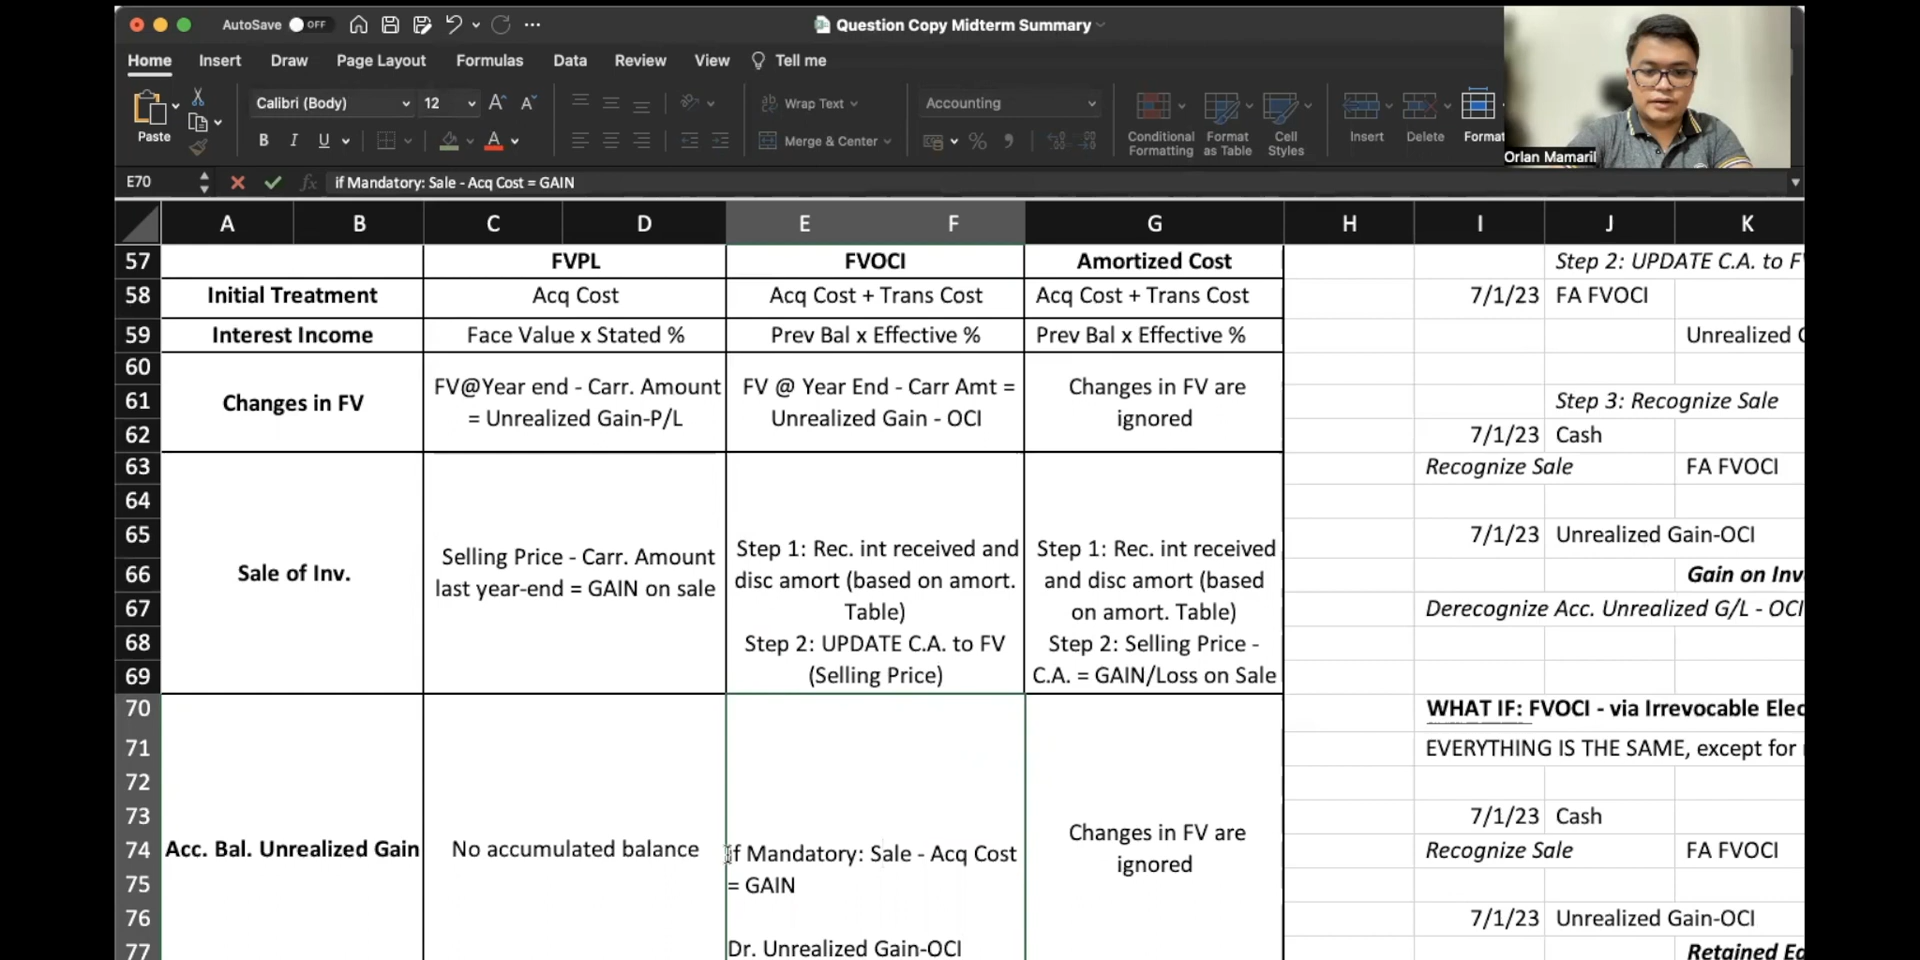 AutoSave OFF
Question Copy Midterm Summary
Home Insert Draw Page Layout Formulas Data Review View Tell me
Paste
Calibri (Body) 12 A A
B I U A
Wrap Text
Merge & Center
Accounting
%
Conditional Formatting
Format as Table
Cell Styles
Insert
Delete
Format
Orlan Mamaril
E70 fx if Mandatory: Sale - Acq Cost = GAIN
A B C D E F G H I J K
57 FVPL FVOCI Amortized Cost Step 2: UPDATE C.A. to F
58 Initial Treatment Acq Cost Acq Cost + Trans Cost Acq Cost + Trans Cost 7/1/23 FA FVOCI
59 Interest Income Face Value x Stated % Prev Bal x Effective % Prev Bal x Effective % Unrealized
60
61 Changes in FV FV@Year end - Carr. Amount = Unrealized Gain-P/L FV @ Year End - Carr Amt = Unrealized Gain - OCI Changes in FV are ignored Step 3: Recognize Sale
62 7/1/23 Cash
63 Recognize Sale FA FVOCI
64
65 7/1/23 Unrealized Gain-OCI
66 Sale of Inv. Selling Price - Carr. Amount last year-end = GAIN on sale Step 1: Rec. int received and disc amort (based on amort. Table) Step 2: UPDATE C.A. to FV (Selling Price) Step 1: Rec. int received and disc amort (based on amort. Table) Step 2: Selling Price - C.A. = GAIN/Loss on Sale Gain on Inv
67 Derecognize Acc. Unrealized G/L - OCI
68
69
70 WHAT IF: FVOCI - via Irrevocable Elec
71 EVERYTHING IS THE SAME, except for
72
73 7/1/23 Cash
74 Acc. Bal. Unrealized Gain No accumulated balance if Mandatory: Sale - Acq Cost = GAIN Changes in FV are ignored Recognize Sale FA FVOCI
75
76 7/1/23 Unrealized Gain-OCI
77 Dr. Unrealized Gain-OCI Retained Ea